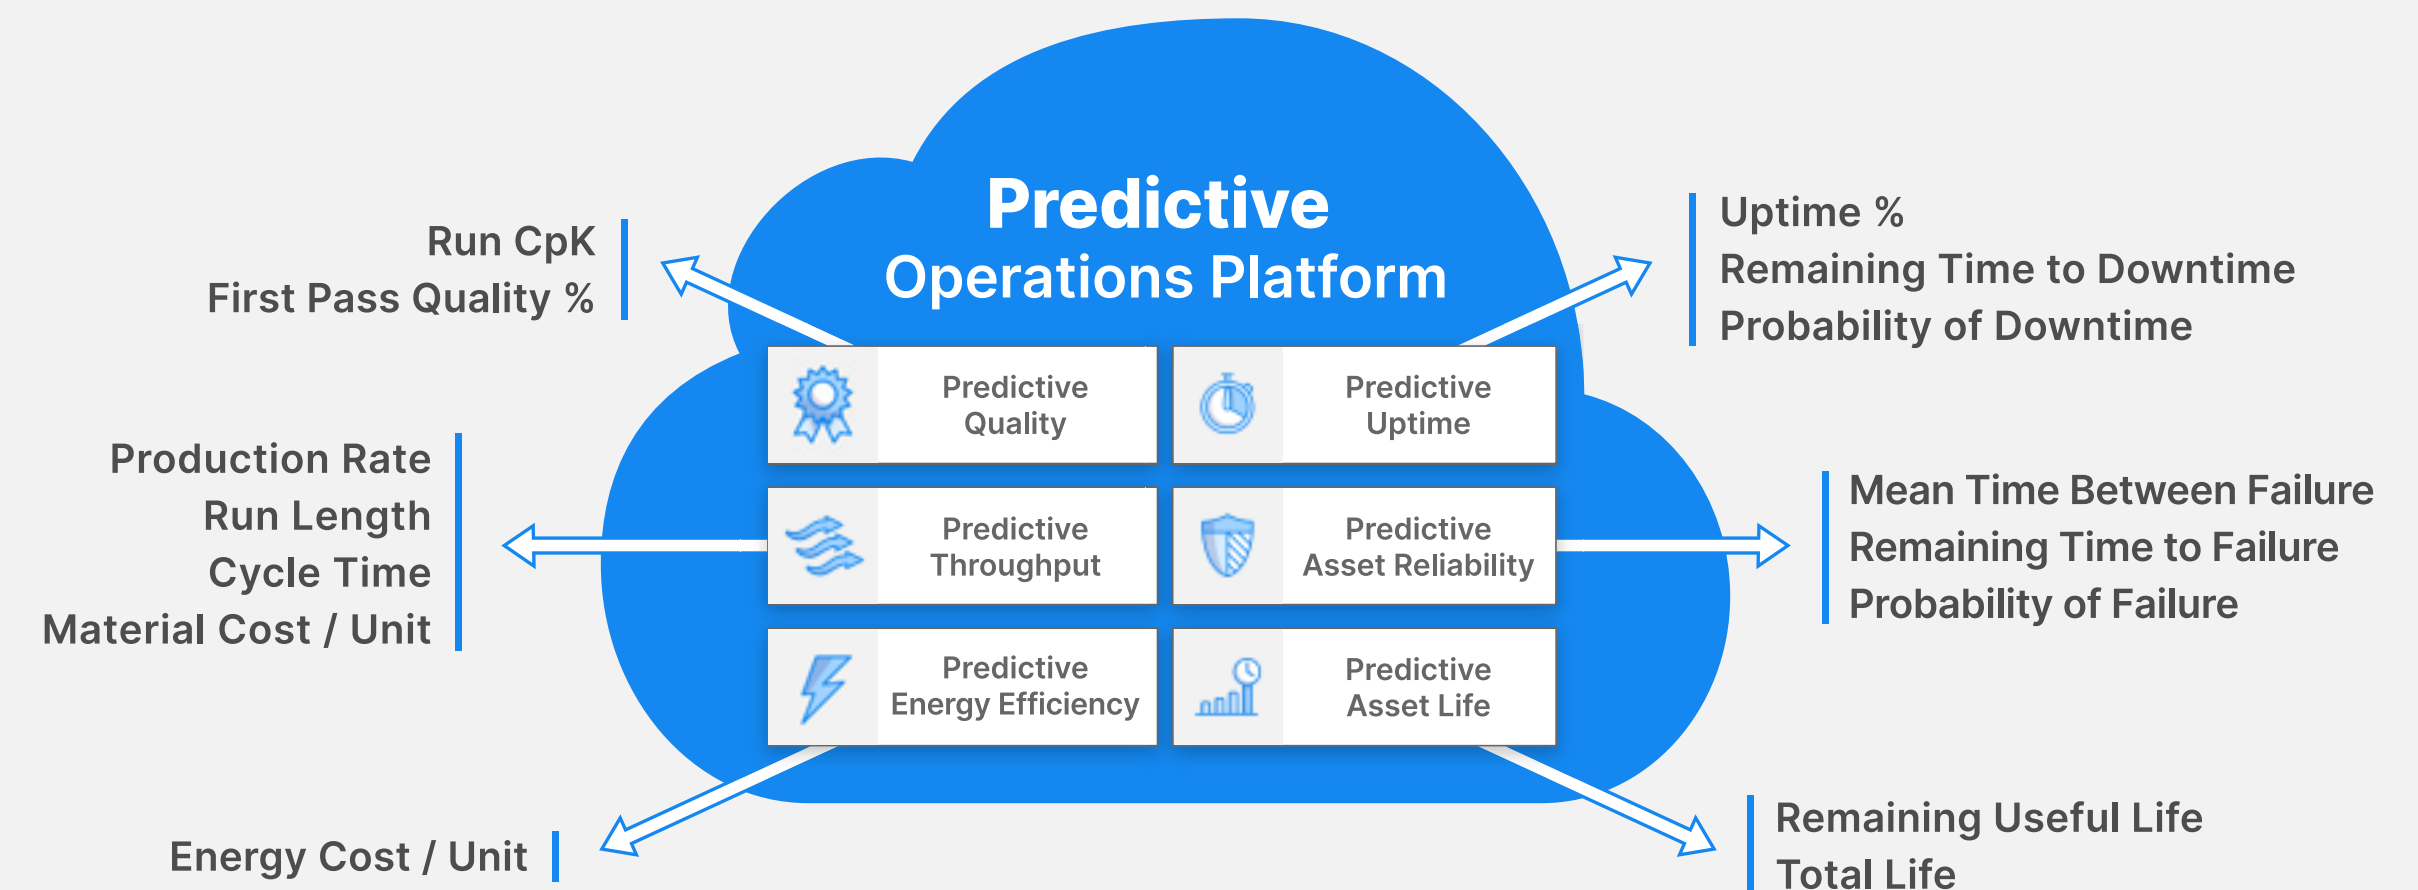 Predictive
Operations Platform
Run CpK
First Pass Quality %
Production Rate
Run Length
Cycle Time
Material Cost / Unit
Energy Cost / Unit
Predictive
Quality
Predictive
Uptime
Predictive
Throughput
Predictive
Asset Reliability
Predictive
Energy Efficiency
Predictive
Asset Life
Uptime %
Remaining Time to Downtime
Probability of Downtime
Mean Time Between Failure
Remaining Time to Failure
Probability of Failure
Remaining Useful Life
Total Life